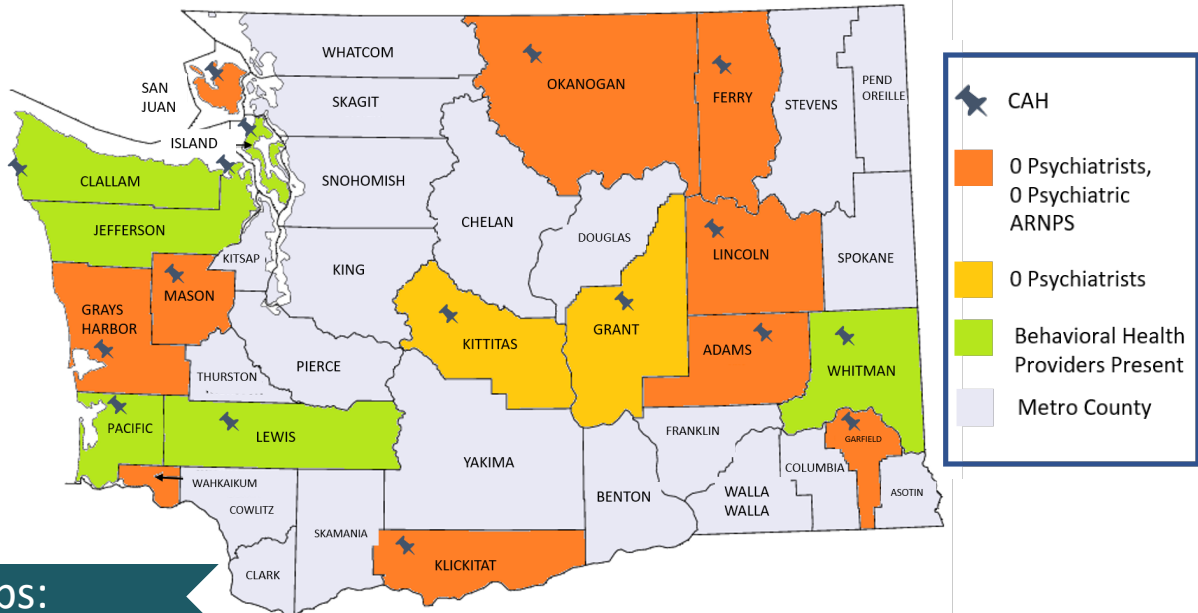 WHATCOM
OKANOGAN
FERRY
STEVENS
PEND
OREILLE
SAN
JUAN
SKAGIT
ISLAND
CLALLAM
SNOHOMISH
CHELAN
JEFFERSON
DOUGLAS
KITSAP
KING
LINCOLN
SPOKANE
MASON
GRAYS
HARBOR
GRANT
KITTITAS
ADAMS
WHITMAN
THURSTON
PIERCE
PACIFIC
LEWIS
FRANKLIN
GARFIELD
YAKIMA
COLUMBIA
WAHKIAKUM
BENTON
WALLA
WALLA
ASOTIN
COWLITZ
SKAMANIA
KLICKITAT
CLARK
ps:
CAH
0 Psychiatrists,
0 Psychiatric
ARNPS
0 Psychiatrists
Behavioral Health
Providers Present
Metro County